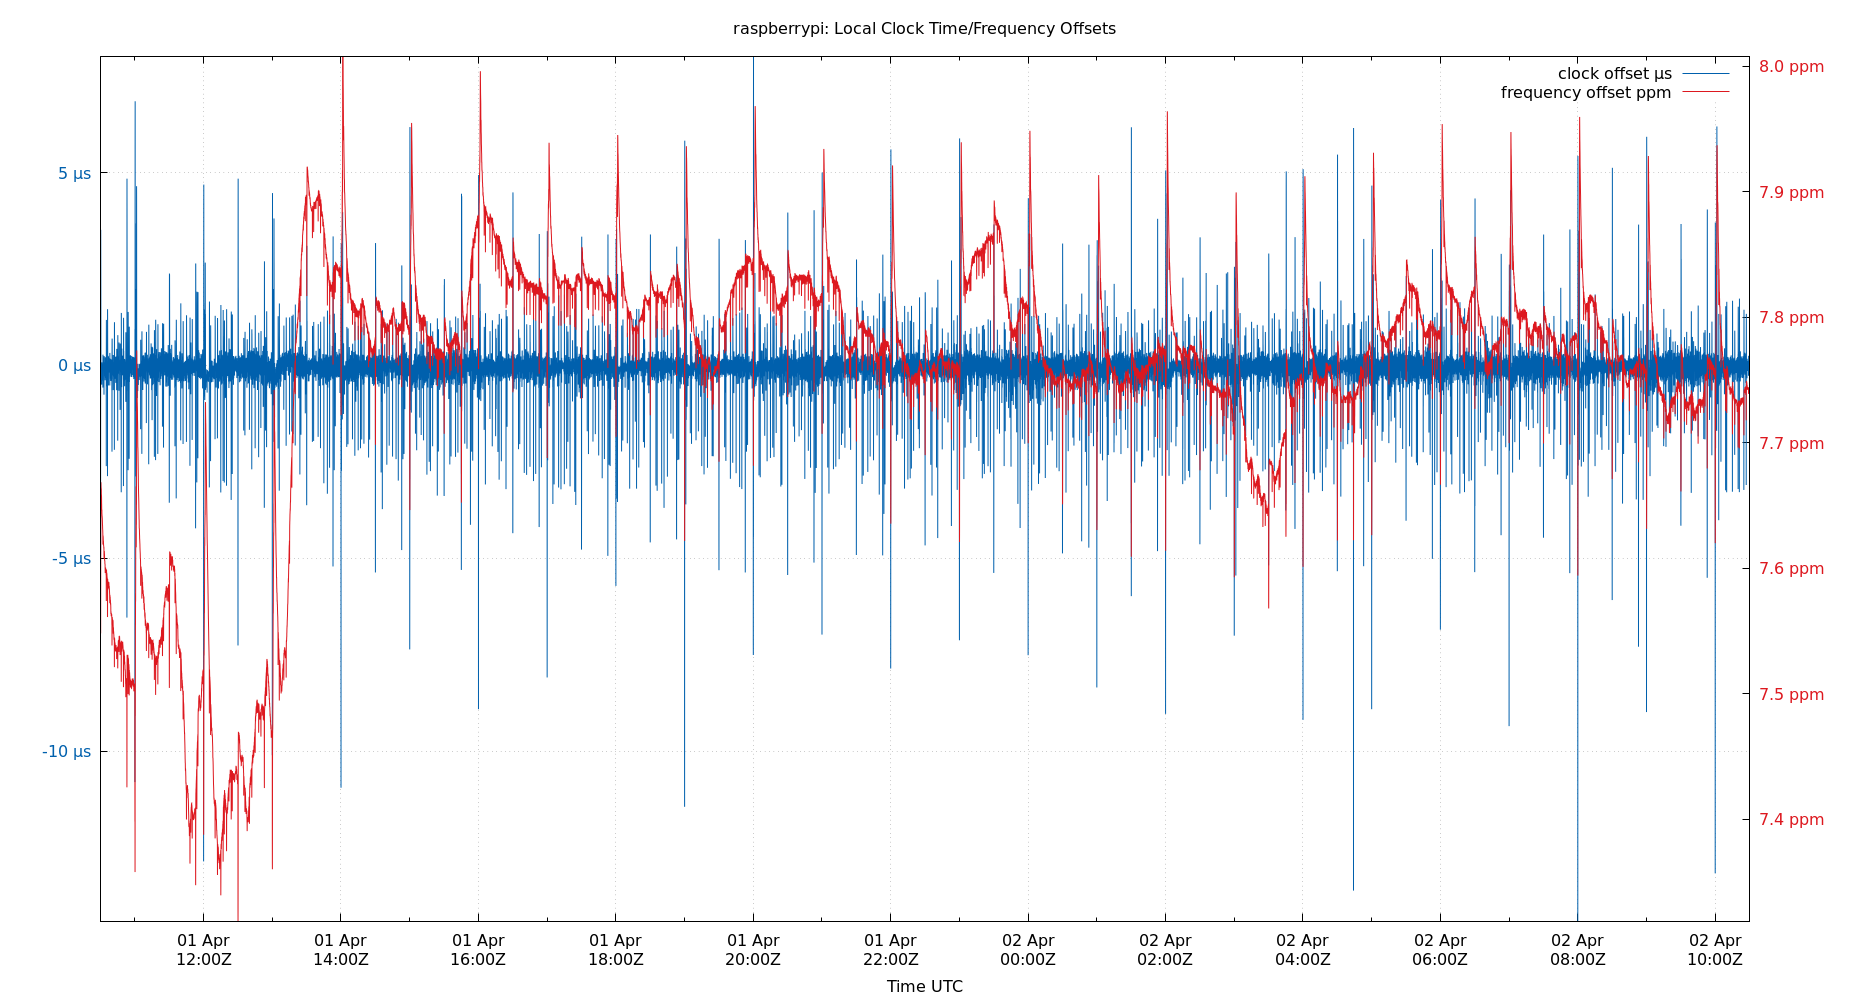 raspberrypi: Local Clock Time/Frequency Offsets
clock offset µs
frequency offset ppm
5 µs
0 µs
-5 µs
-10 µs
8.0 ppm
7.9 ppm
7.8 ppm
7.7 ppm
7.6 ppm
7.5 ppm
7.4 ppm
01 Apr 01 Apr 01 Apr 01 Apr 01 Apr 01 Apr 02 Apr 02 Apr 02 Apr 02 Apr 02 Apr 02 Apr
12:00Z 14:00Z 16:00Z 18:00Z 20:00Z 22:00Z 00:00Z 02:00Z 04:00Z 06:00Z 08:00Z 10:00Z
Time UTC